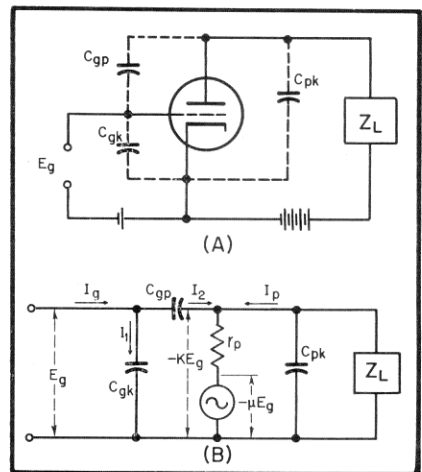 Cgp
Cpk
Cgk
ZL
Eg
(A)
Ig
Cgp
I2
Ip
I1
rp
-KEg
Eg
Cgk
Cpk
ZL
-μEg
(B)